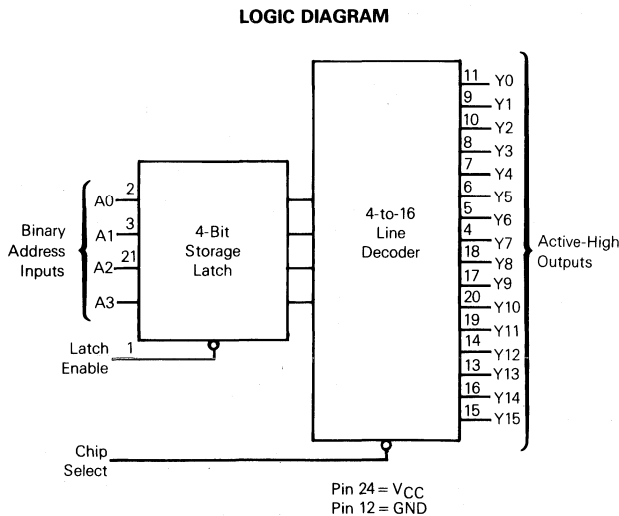 LOGIC DIAGRAM
Binary
Address
Inputs
A0 2
A1 3
A2 21
A3
4-Bit
Storage
Latch
Latch
Enable
1
Chip
Select
4-to-16
Line
Decoder
11 Y0
9 Y1
10 Y2
8 Y3
7 Y4
6 Y5
5 Y6
4 Y7
18 Y8
17 Y9
20 Y10
19 Y11
14 Y12
13 Y13
16 Y14
15 Y15
Active-High
Outputs
Pin 24 = VCC
Pin 12 = GND